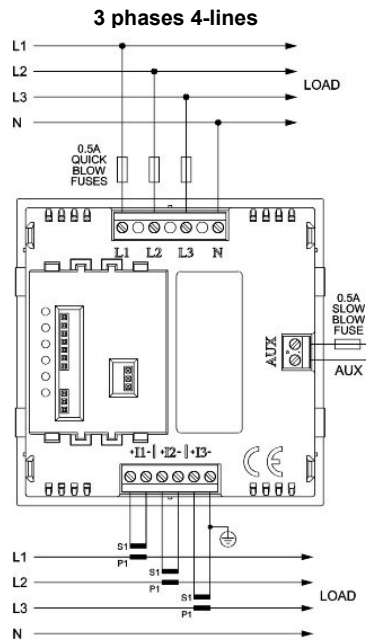 3 phases 4-lines
L1
L2
L3
N
LOAD
0.5A
QUICK
BLOW
FUSES
L1 L2 L3 N
0.5A
SLOW
BLOW
FUSE
AUX
AUX
+I1- | +I2- | +I3-
CE
S1
L1
P1
S1
L2
P1
S1
L3
P1
LOAD
N